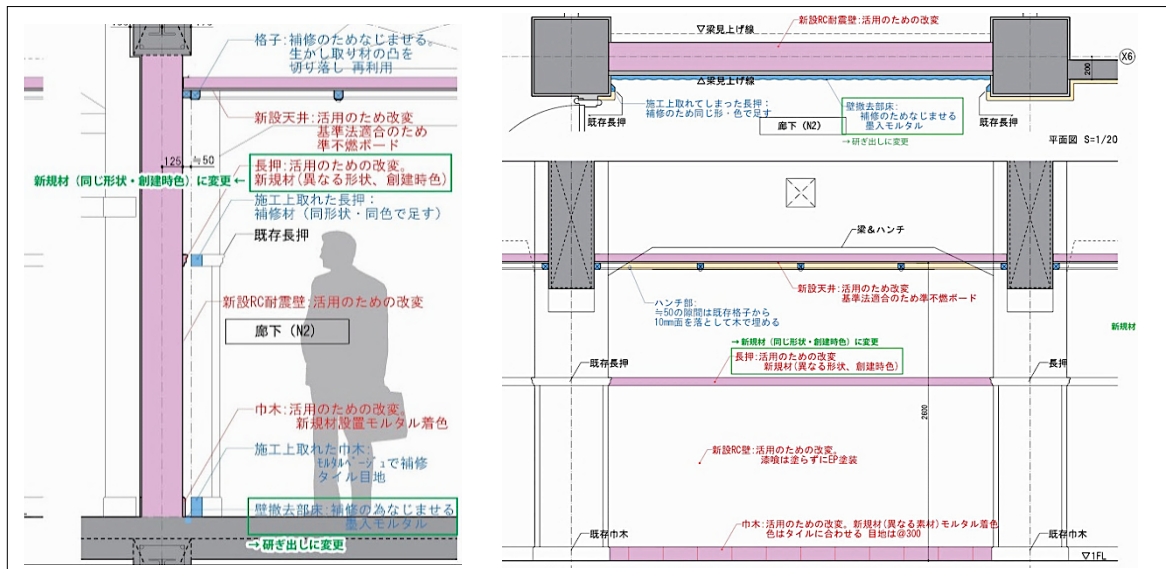 格子:補修のためなじませる。
生かし取り材の凸を
切り落し 再利用
新設天井:活用のため改変
基準法適合のため
準不燃ボード
125 ≒50
長押:活用のため改変。
新規材(異なる形状、創建時色)
新規材（同じ形状・創建時色）に変更 ←
施工上取れた長押:
補修材（同形状・同色で足す）
既存長押
新設RC耐震壁:活用のための改変
廊下（N2）
巾木:活用のための改変。
新規材設置モルタル着色
施工上取れた巾木:
ﾓﾙﾀﾙﾍﾞｰｼﾞｭで補修
タイル目地
壁撤去部床:補修の為なじませる
墨入モルタル
→ 研ぎ出しに変更
新設RC耐震壁:活用のための改変
▽梁見上げ線
X6
200
△梁見上げ線
施工上取れてしまった長押:
補修のため同じ形・色で足す
壁撤去部床:
補修のためなじませる
墨入モルタル
既存長押
廊下（N2）
既存長押
→研ぎ出しに変更
平面図 S=1/20
梁&ハンチ
新設天井:活用のための改変
基準法適合のため準不燃ボード
ハンチ部:
≒50の隙間は既存格子から
10mm面を落として木で埋める
新規材
→ 新規材（同じ形状・創建時色）に変更
長押:活用のための改変
新規材(異なる形状、創建時色)
既存長押
長押
2600
新設RC壁:活用のための改変。
漆喰は塗らずにEP塗装
巾木:活用のための改変。新規材(異なる素材)モルタル着色
色はタイルに合わせる 目地は@300
既存巾木
既存巾木
▽1FL